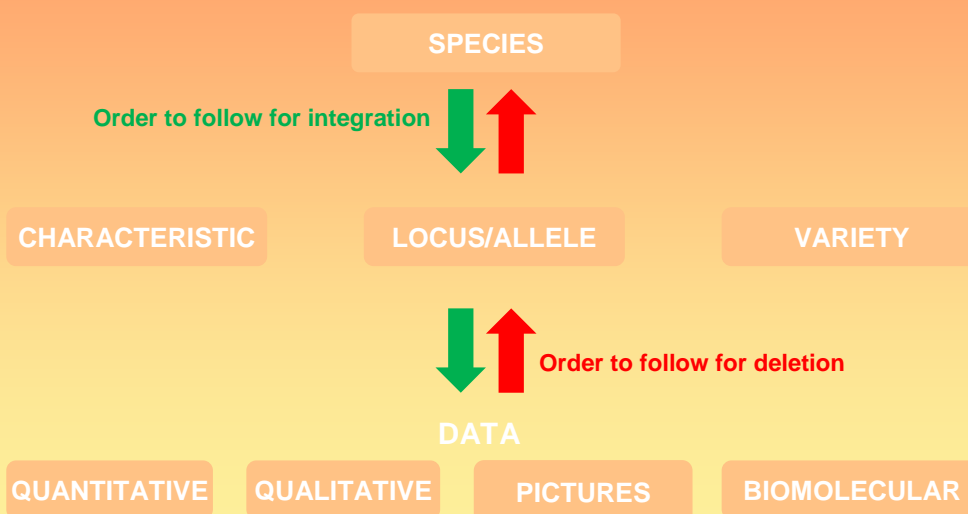 SPECIES
Order to follow for integration
CHARACTERISTIC
LOCUS/ALLELE
VARIETY
Order to follow for deletion
DATA
QUANTITATIVE
QUALITATIVE
PICTURES
BIOMOLECULAR